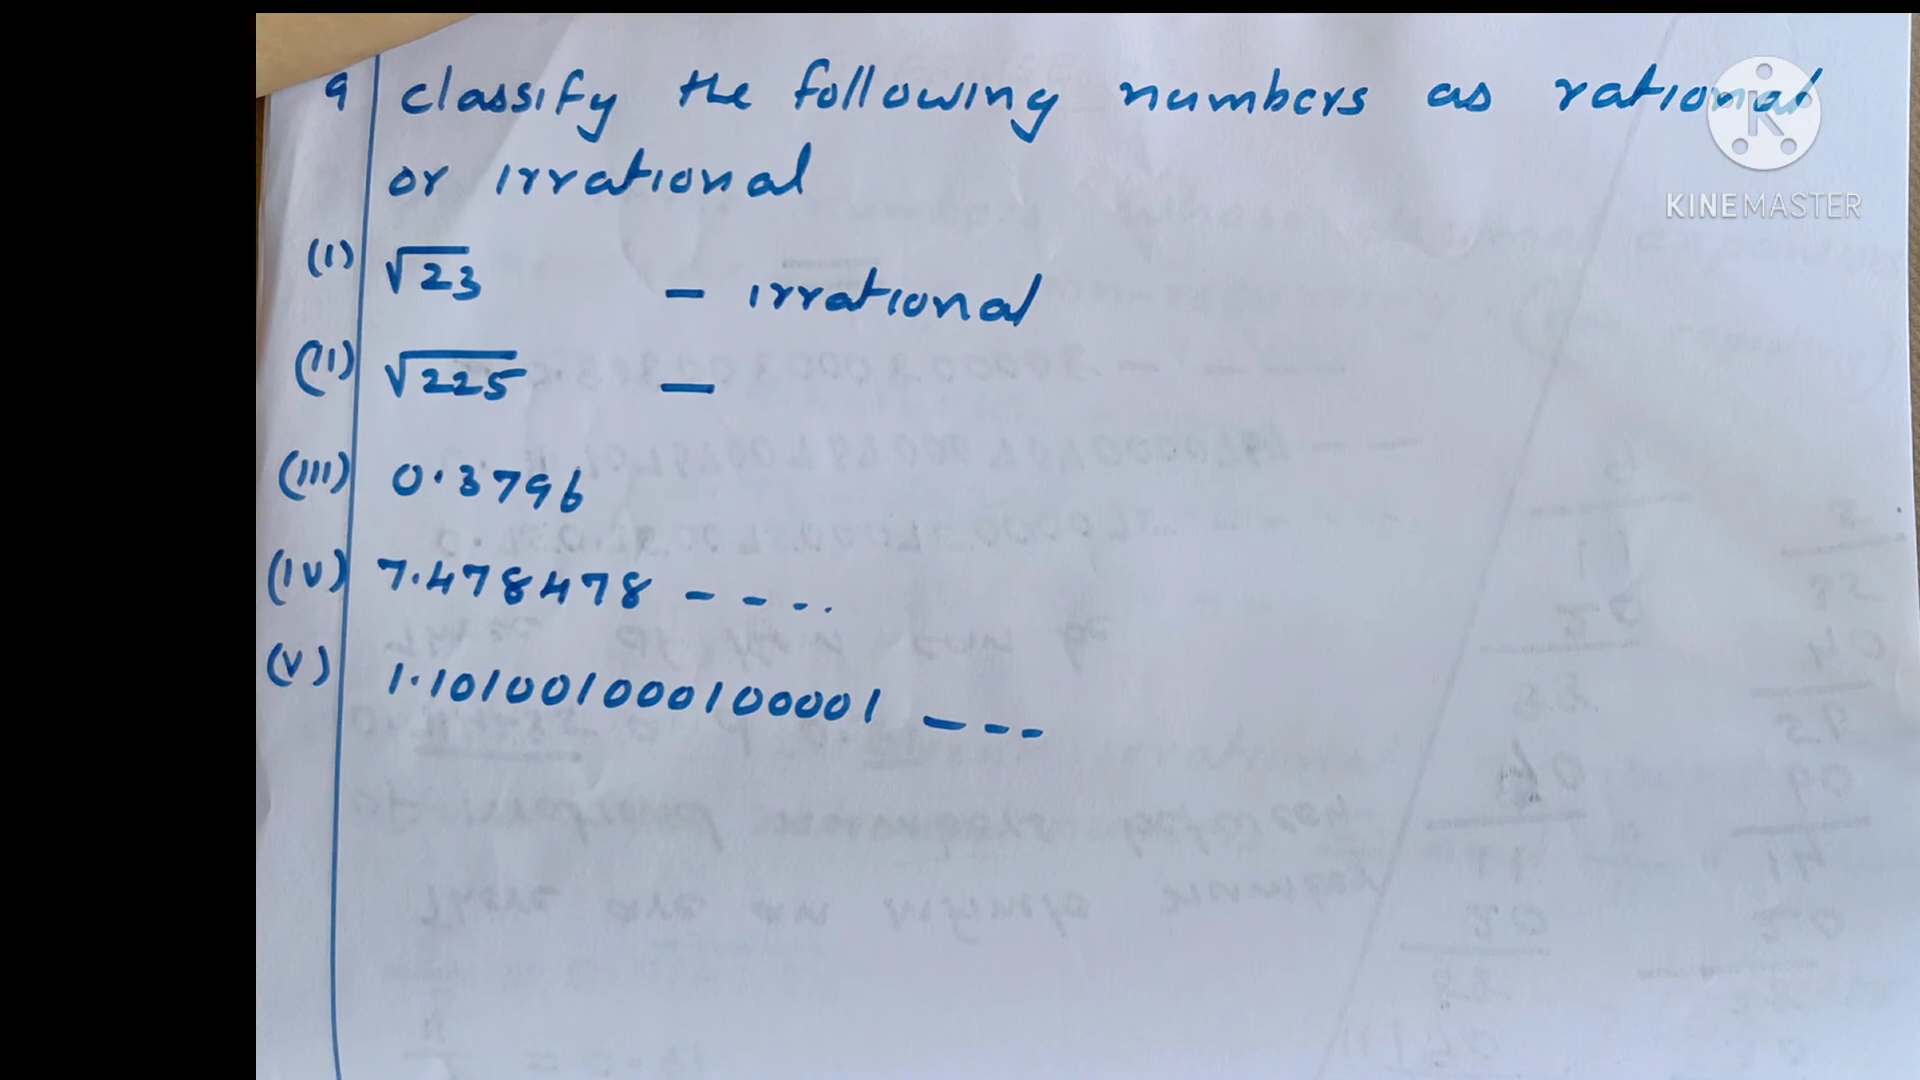 9 classify the following numbers as rational
or irrational
(i) √23 - irrational
(ii) √225 -
(iii) 0.3796
(iv) 7.478478 - - - -
(v) 1.101001000100001 - - -
KINEMASTER